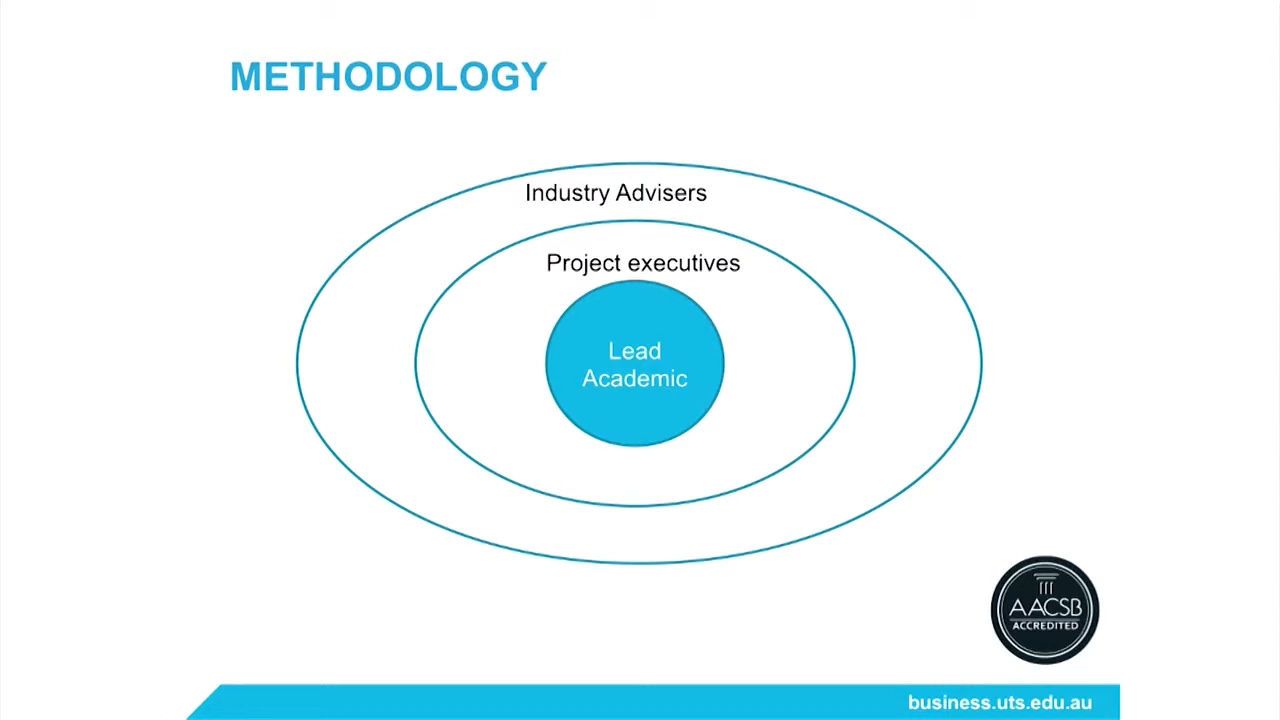 METHODOLOGY
Industry Advisers
Project executives
Lead
Academic
AACSB
ACCREDITED
business.uts.edu.au